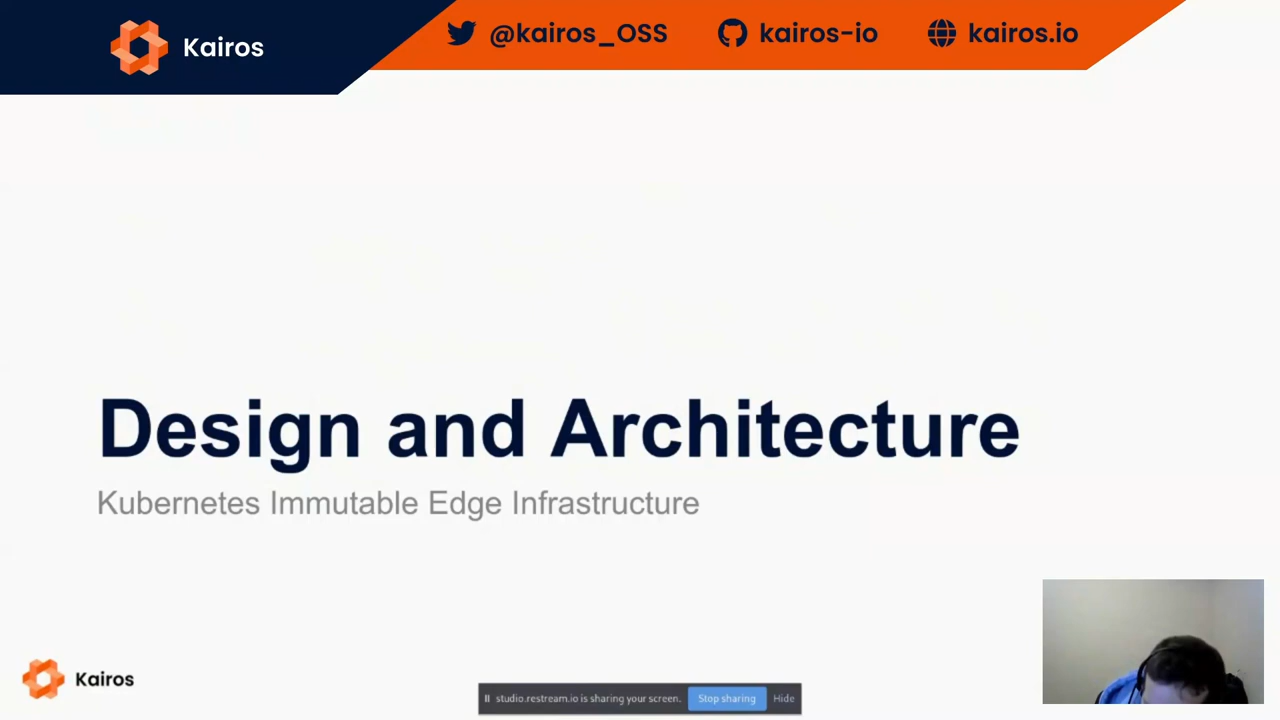 Kairos
@kairos_OSS
kairos-io
kairos.io
Design and Architecture
Kubernetes Immutable Edge Infrastructure
Kairos
studio.restream.io is sharing your screen.
Stop sharing
Hide